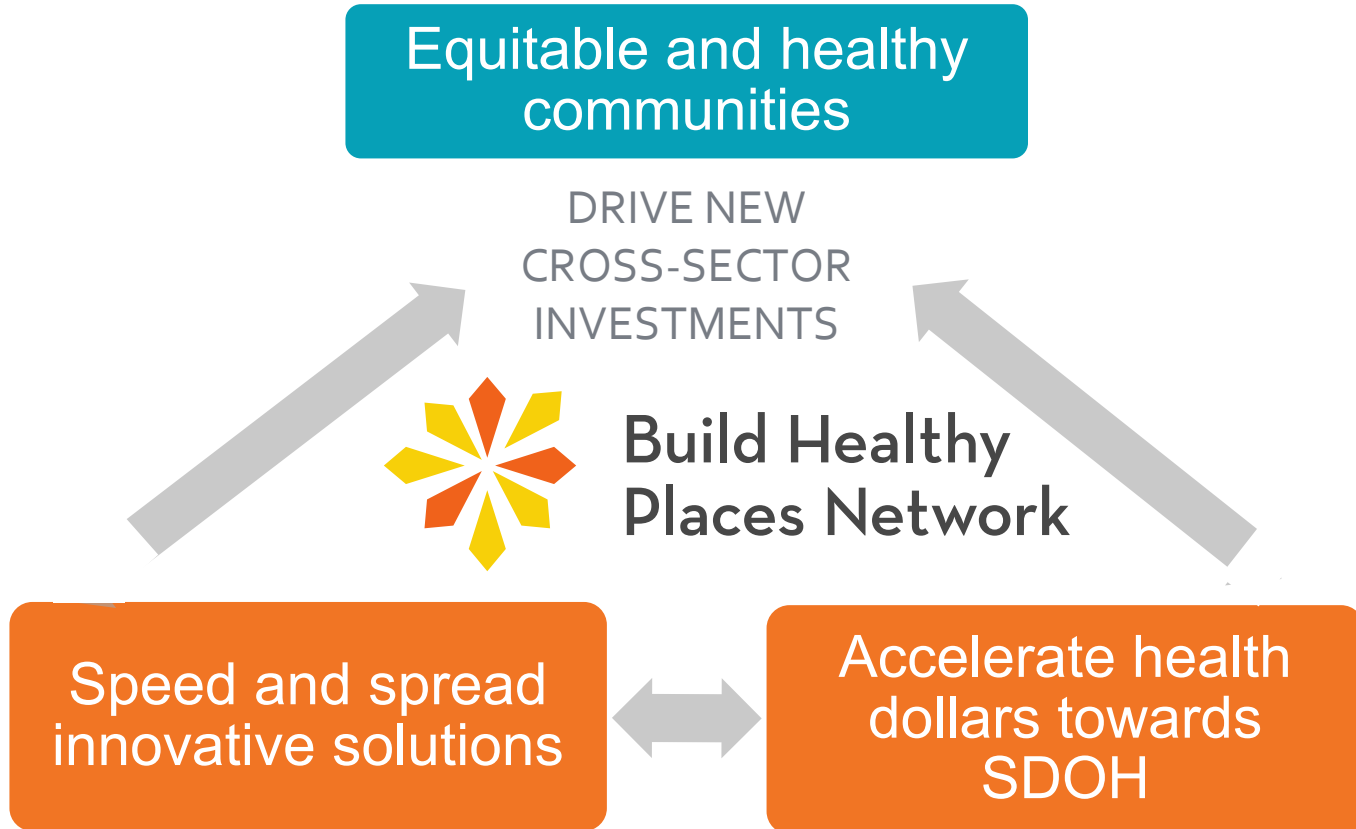 Equitable and healthy
communities
DRIVE NEW
CROSS-SECTOR
INVESTMENTS
Build Healthy
Places Network
Speed and spread
innovative solutions
Accelerate health
dollars towards
SDOH